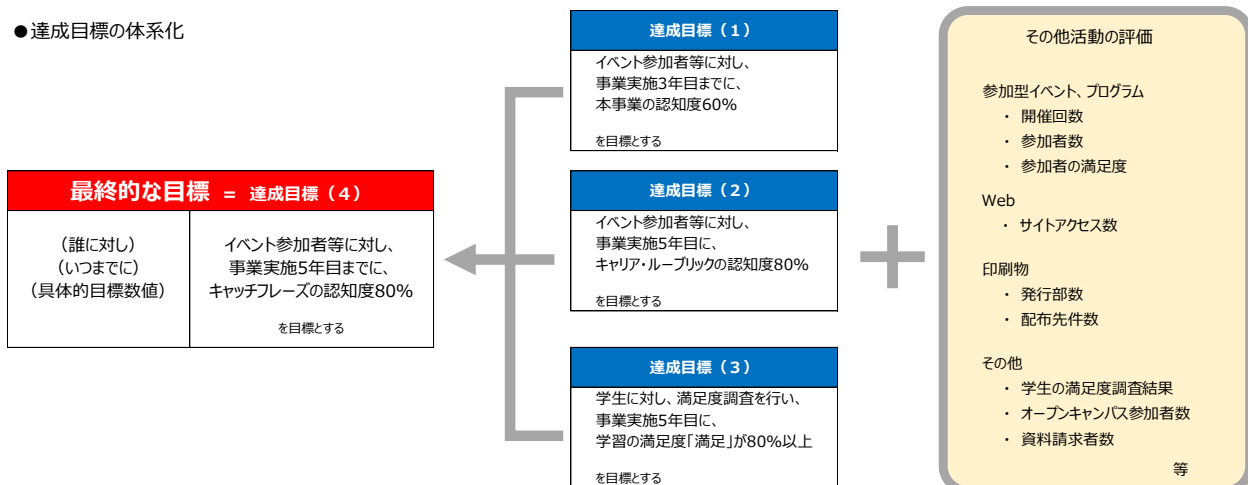 ●達成目標の体系化
最終的な目標 = 達成目標（４）
（誰に対し）
（いつまでに）
（具体的目標数値）
イベント参加者等に対し、
事業実施5年目までに、
キャッチフレーズの認知度80%
を目標とする
達成目標（１）
イベント参加者等に対し、
事業実施3年目までに、
本事業の認知度60%
を目標とする
達成目標（２）
イベント参加者等に対し、
事業実施5年目に、
キャリア・ルーブリックの認知度80%
を目標とする
達成目標（３）
学生に対し、満足度調査を行い、
事業実施5年目に、
学習の満足度「満足」が80%以上
を目標とする
その他活動の評価
参加型イベント、プログラム
・ 開催回数
・ 参加者数
・ 参加者の満足度
Web
・ サイトアクセス数
印刷物
・ 発行部数
・ 配布先件数
その他
・ 学生の満足度調査結果
・ オープンキャンパス参加者数
・ 資料請求者数
等